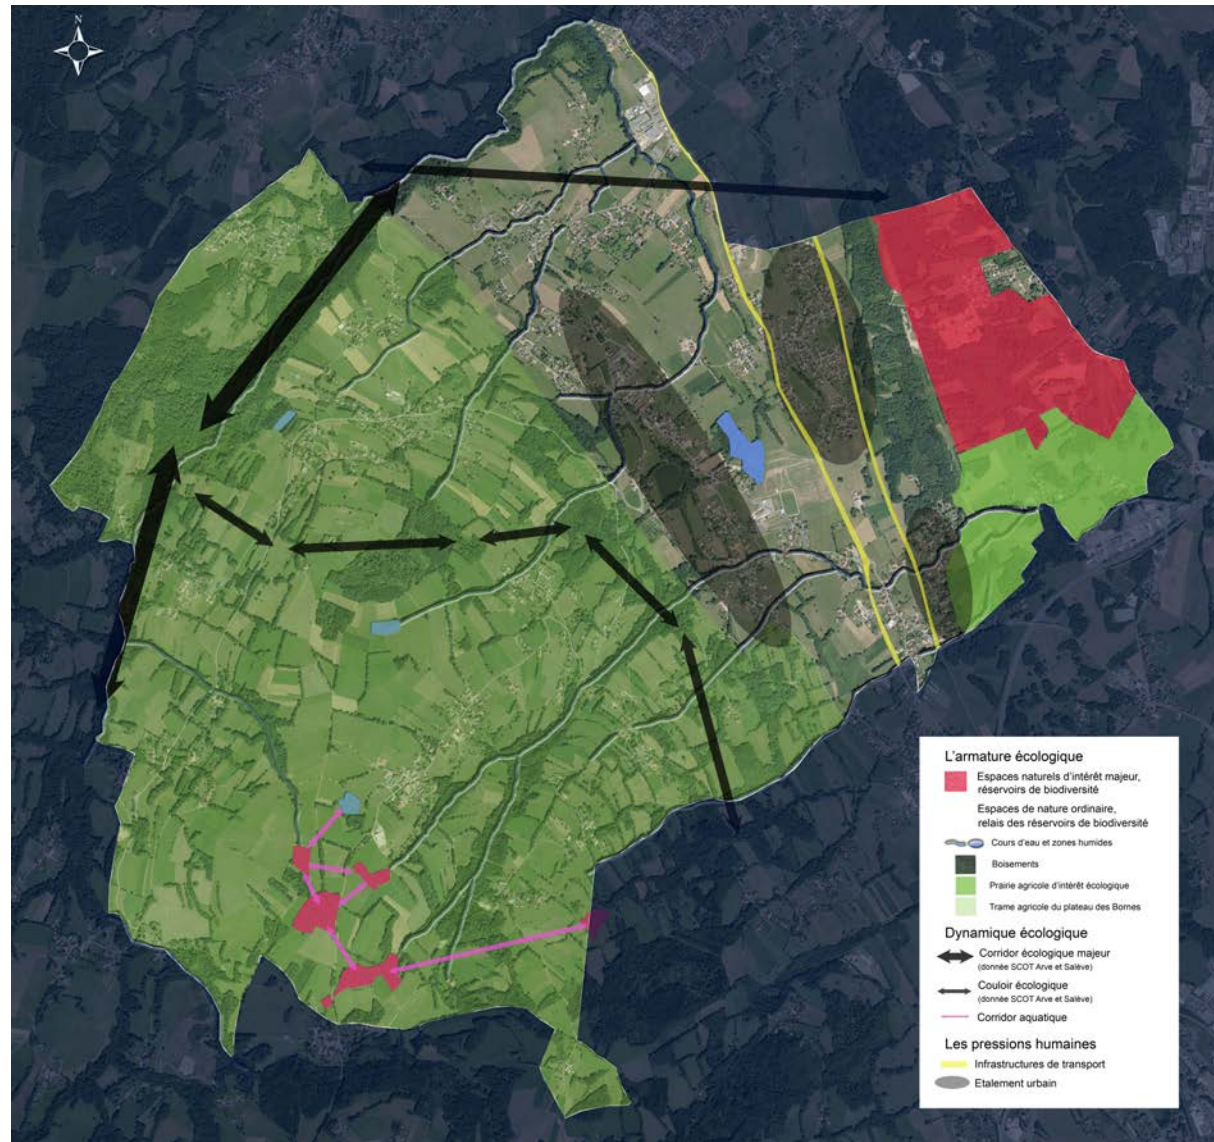 N
L'armature écologique
Espaces naturels d'intérêt majeur,
réservoirs de biodiversité
Espaces de nature ordinaire,
relais des réservoirs de biodiversité
Cours d'eau et zones humides
Boisements
Prairie agricole d'intérêt écologique
Trame agricole du plateau des Bornes
Dynamique écologique
Corridor écologique majeur
(donnée SCOT Arve et Salève)
Couloir écologique
(donnée SCOT Arve et Salève)
Corridor aquatique
Les pressions humaines
Infrastructures de transport
Etalement urbain